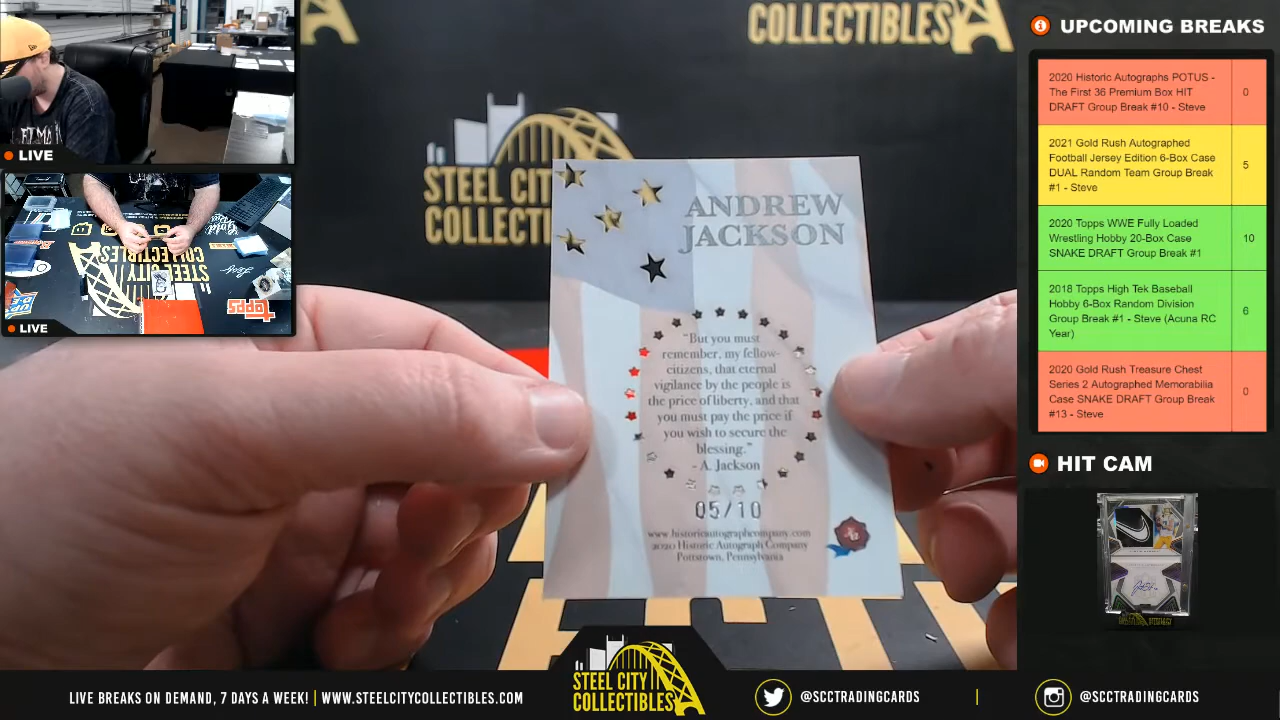 COLLECTIBLES
UPCOMING BREAKS
2020 Historic Autographs POTUS -
The First 36 Premium Box HIT
DRAFT Group Break #10 - Steve
0
2021 Gold Rush Autographed
Football Jersey Edition 6-Box Case
DUAL Random Team Group Break
#1 - Steve
5
2020 Topps WWE Fully Loaded
Wrestling Hobby 20-Box Case
SNAKE DRAFT Group Break #1
10
2018 Topps High Tek Baseball
Hobby 6-Box Random Division
Group Break #1 - Steve (Acuna RC
Year)
6
2020 Gold Rush Treasure Chest
Series 2 Autographed Memorabilia
Case SNAKE DRAFT Group Break
#13 - Steve
0
HIT CAM
LIVE
LIVE
STEEL CITY
COLLECTIBLES
topps
STEEL CIT
COLLECTI
ANDREW
JACKSON
"But you must
remember, my fellow-
citizens, that eternal
vigilance by the people is
the price of liberty, and that
you must pay the price if
you wish to secure the
blessing."
- A. Jackson
05/10
www.historicautographcompany.com
2020 Historic Autograph Company
Pottstown, Pennsylvania
LIVE BREAKS ON DEMAND, 7 DAYS A WEEK! | WWW.STEELCITYCOLLECTIBLES.COM
STEEL CITY
COLLECTIBLES
@SCCTRADINGCARDS
|
@SCCTRADINGCARDS